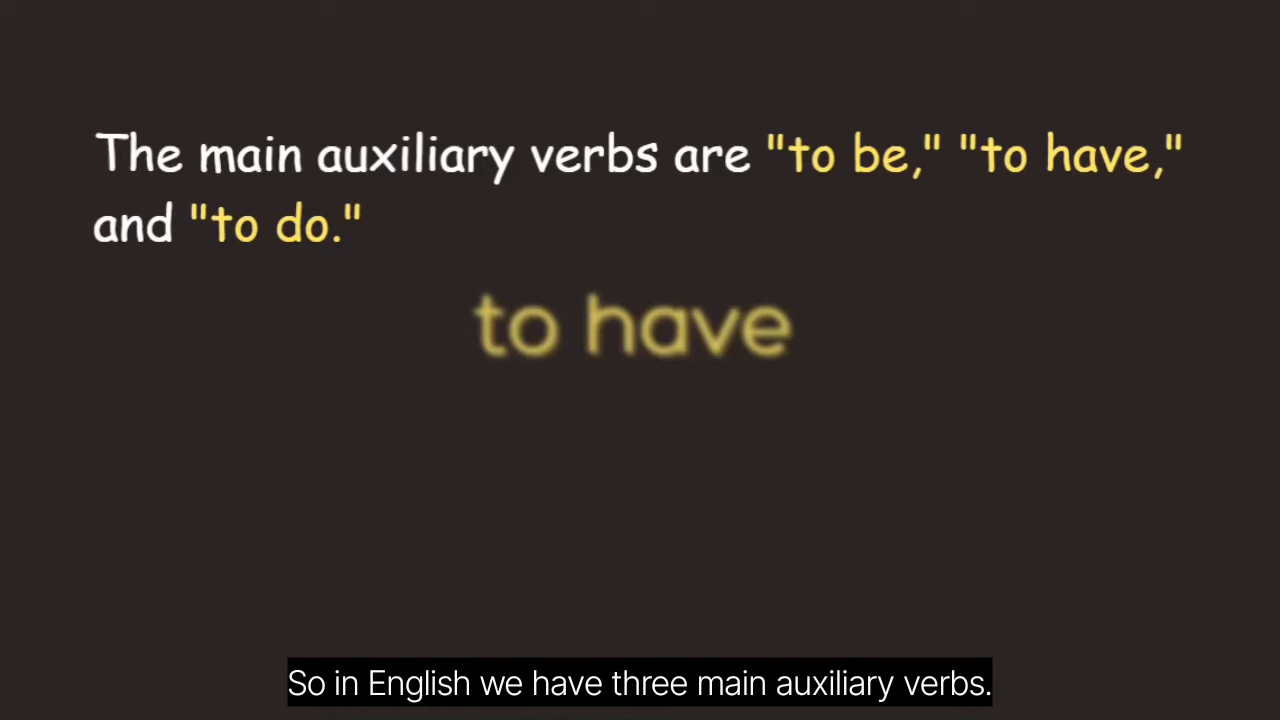 The main auxiliary verbs are "to be," "to have,"
and "to do."
to have
So in English we have three main auxiliary verbs.